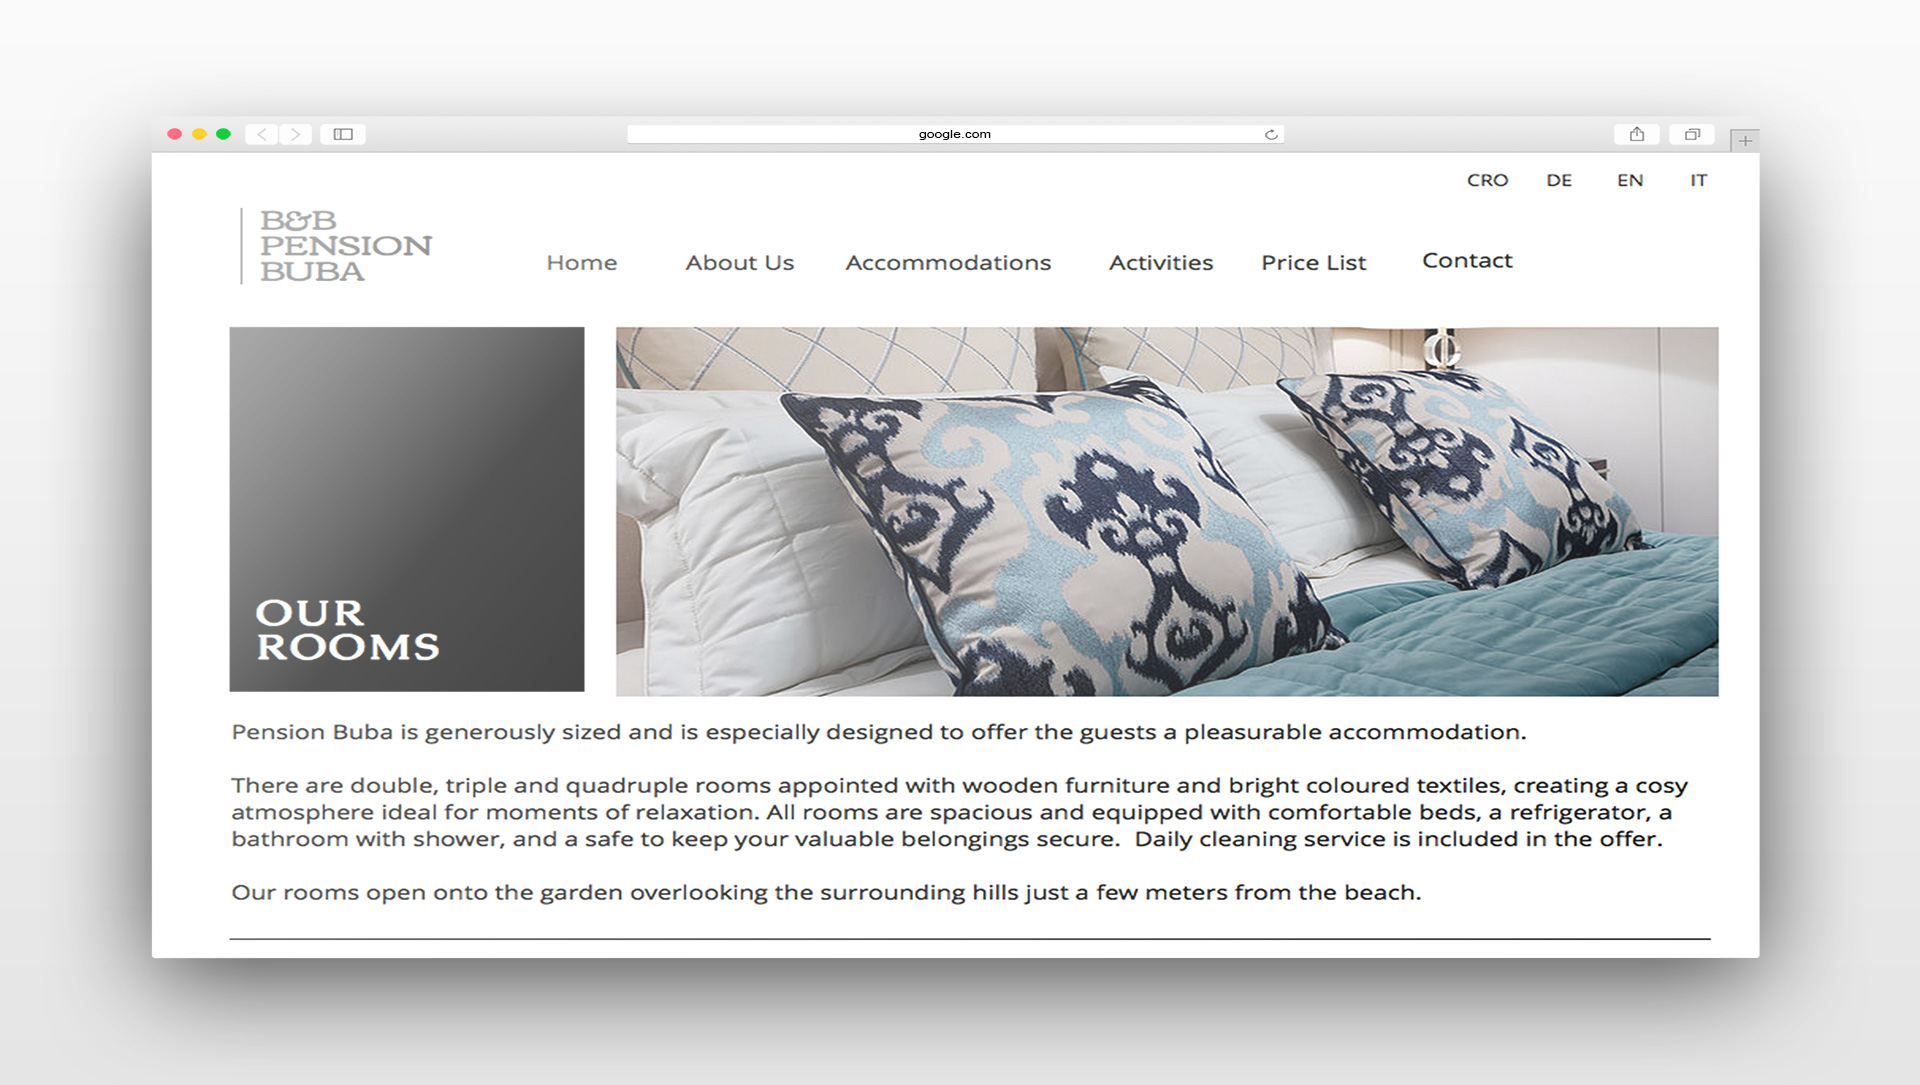 google.com
CRO DE EN IT
B&B
PENSION
BUBA
Home About Us Accommodations Activities Price List Contact
OUR
ROOMS
Pension Buba is generously sized and is especially designed to offer the guests a pleasurable accommodation.
There are double, triple and quadruple rooms appointed with wooden furniture and bright coloured textiles, creating a cosy
atmosphere ideal for moments of relaxation. All rooms are spacious and equipped with comfortable beds, a refrigerator, a
bathroom with shower, and a safe to keep your valuable belongings secure.  Daily cleaning service is included in the offer.
Our rooms open onto the garden overlooking the surrounding hills just a few meters from the beach.